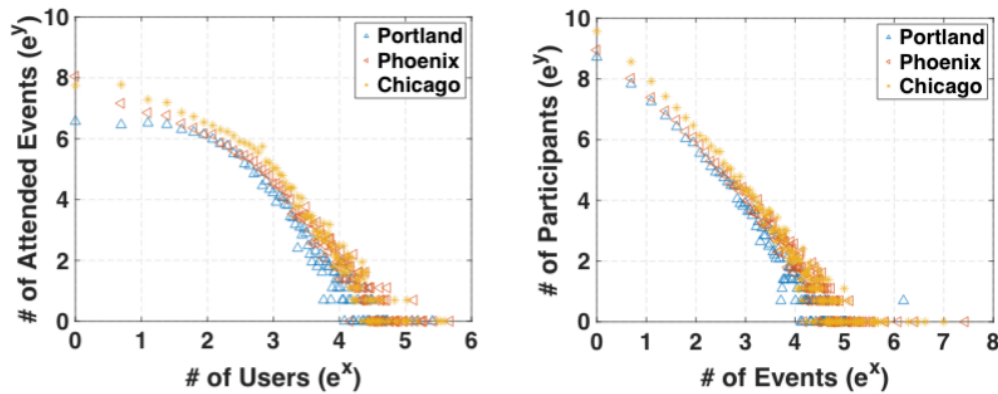 10
8
6
4
2
0
0 1 2 3 4 5 6
# of Attended Events (e^y)
# of Users (e^x)
Portland
Phoenix
Chicago
10
8
6
4
2
0
0 1 2 3 4 5 6 7 8
# of Participants (e^y)
# of Events (e^x)
Portland
Phoenix
Chicago